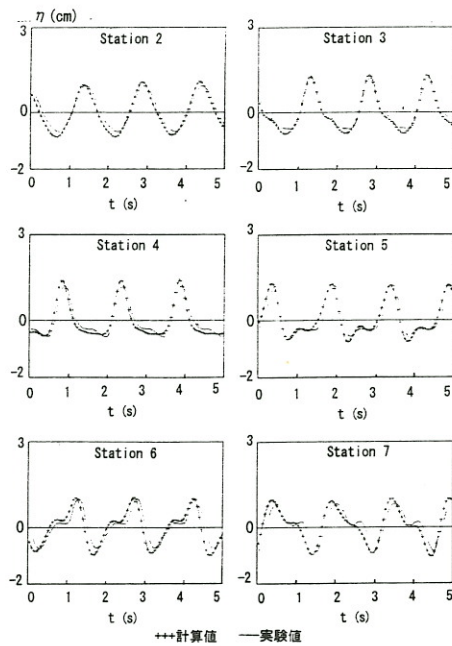 η (cm)
Station 2
Station 3
3
3
0
0
-2
-2
0 1 2 3 4 5
0 1 2 3 4 5
t (s)
t (s)
Station 4
Station 5
3
3
0
0
-2
-2
0 1 2 3 4 5
0 1 2 3 4 5
t (s)
t (s)
Station 6
Station 7
3
3
0
0
-2
-2
0 1 2 3 4 5
0 1 2 3 4 5
t (s)
t (s)
+++計算値 —実験値